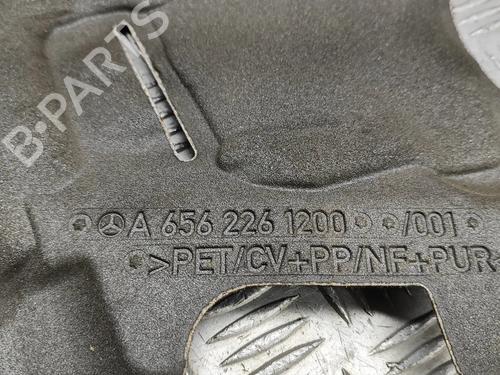 B-PARTS
A 656 226 1200 /001
>PET/CV+PP/NF+PUR